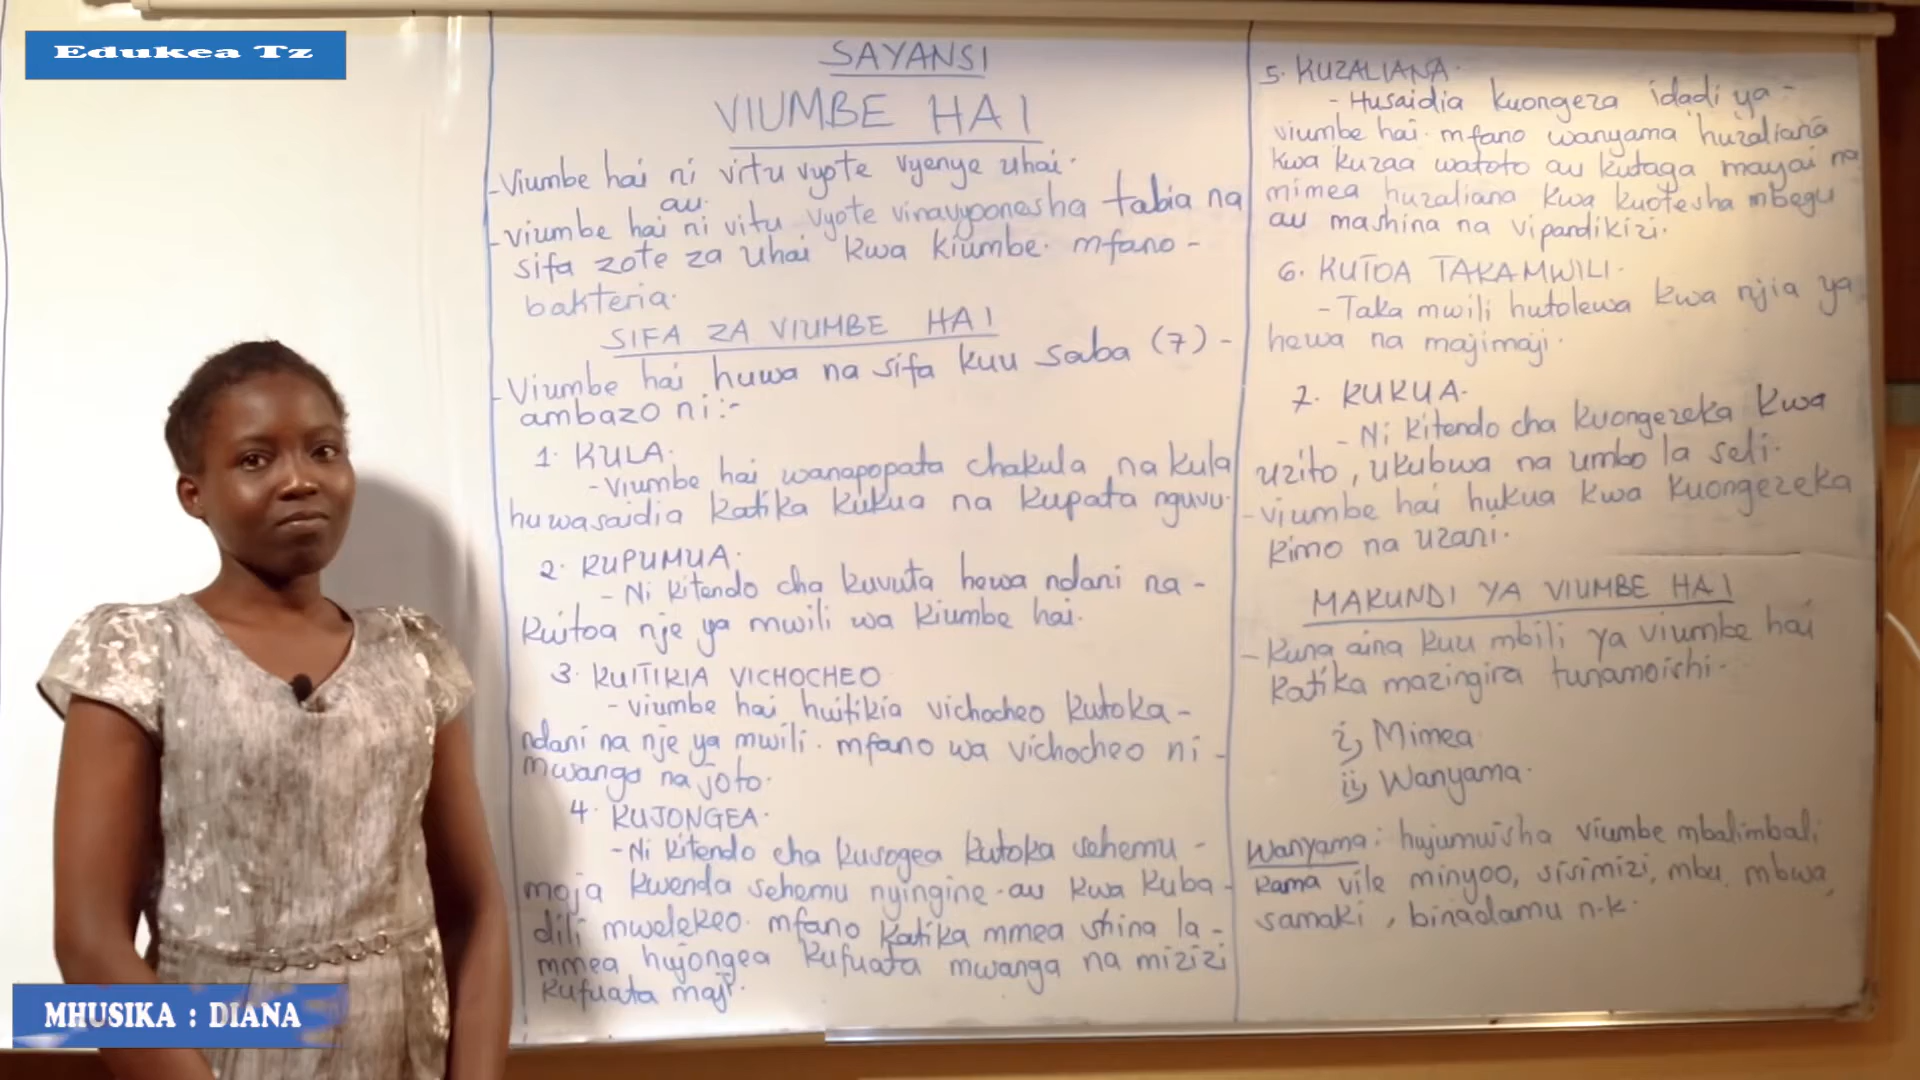 Edukea Tz
SAYANSI
VIUMBE HAI
- Viumbe hai ni vitu vyote vyenye uhai.
au.
- viumbe hai ni vitu vyote vinavyoonesha tabia na
sifa zote za uhai kwa kiumbe. mfano -
bakteria.
SIFA ZA VIUMBE HAI
- Viumbe hai huwa na sifa kuu saba (7) -
ambazo ni :-
1. KULA.
- Viumbe hai wanapopata chakula na kula
huwasaidia katika kukua na kupata nguvu.
2. KUPUMUA.
- Ni kitendo cha kuvuta hewa ndani na -
kuitoa nje ya mwili wa kiumbe hai.
3. KUITIKIA VICHOCHEO
- viumbe hai huitikia vichocheo kutoka -
ndani na nje ya mwili. mfano wa vichocheo ni -
mwanga na joto.
4. KUJONGEA.
- Ni kitendo cha kusogea kutoka sehemu -
moja kwenda sehemu nyingine au kwa kuba -
dili mwelekeo. mfano katika mmea shina la -
mmea hujongea kufuata mwanga na mizizi
kufuata maji.
5. KUZALIANA.
- Husaidia kuongeza idadi ya -
viumbe hai. mfano wanyama huzaliana
kwa kuzaa watoto au kutaga mayai na
mimea huzaliana kwa kuotesha mbegu
au mashina na vipandikizi.
6. KUTOA TAKAMWILI.
- Taka mwili hutolewa kwa njia ya
hewa na majimaji.
7. KUKUA.
- Ni kitendo cha kuongezeka kwa
uzito, ukubwa na umbo la seli.
- viumbe hai hukua kwa kuongezeka
kimo na uzani.
MAKUNDI YA VIUMBE HAI
- Kuna aina kuu mbili ya viumbe hai
katika mazingira tunamoishi.
i, Mimea
ii, Wanyama.
Wanyama: hujumuisha viumbe mbalimbali
kama vile minyoo, sisimizi, mbu, mbwa,
samaki, binadamu n.k.
MHUSIKA : DIANA